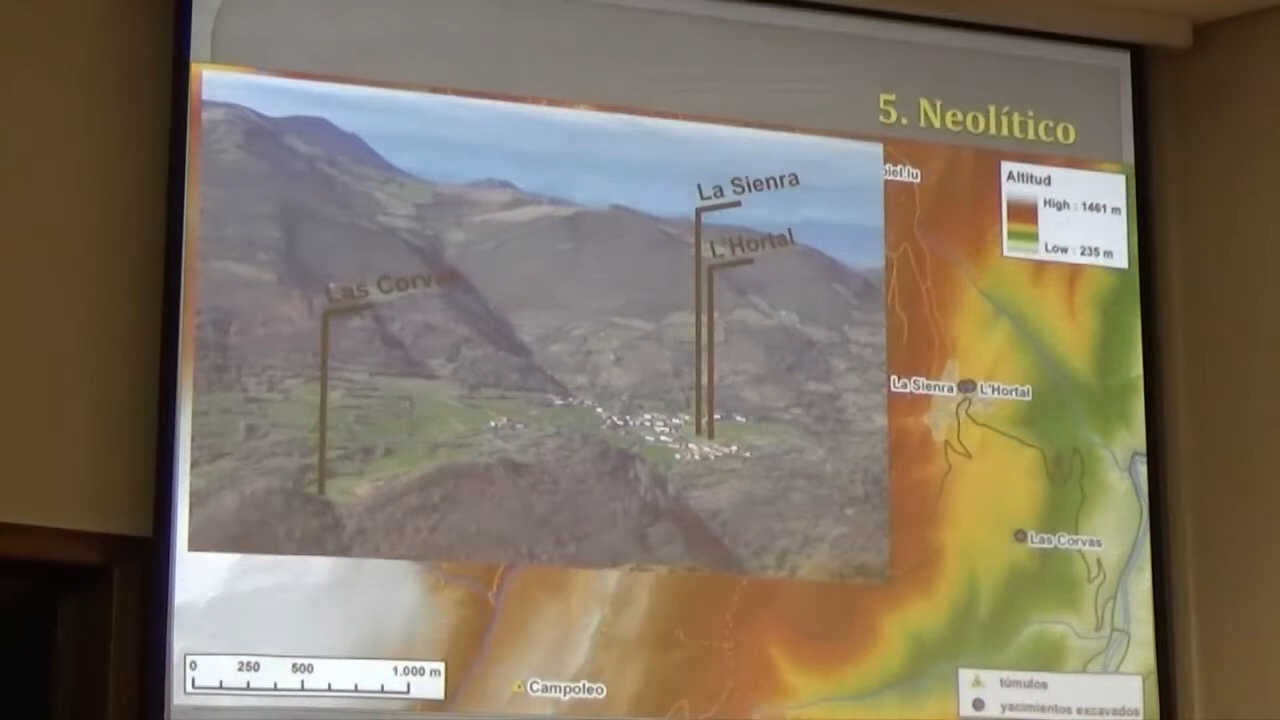 5. Neolítico
La Sienra
L'Hortal
Las Corvas
Altitud
High : 1461 m
Low : 235 m
La Sienra
L'Hortal
Las Corvas
0 250 500 1.000 m
Campoleo
túmulos
yacimientos excavados